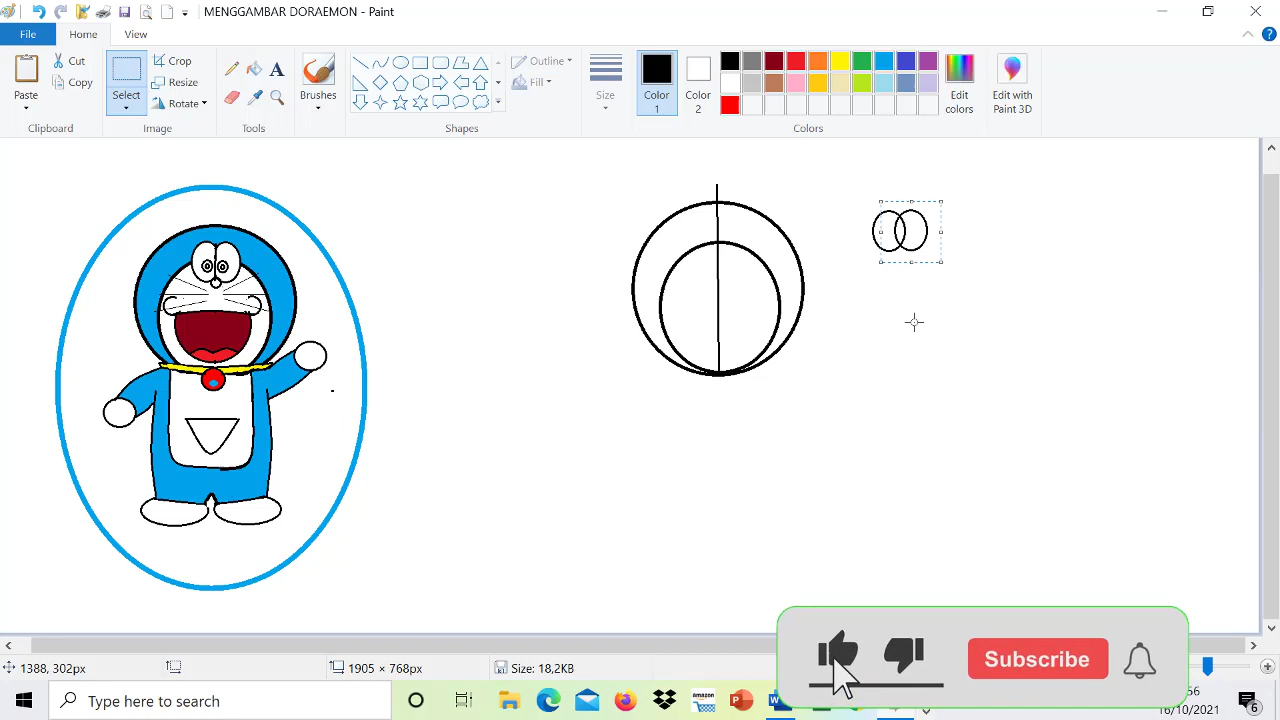 MENGGAMBAR DORAEMON - Paint
File
Home
View
Paste
Cut
Copy
Clipboard
Select
Crop
Resize
Rotate
Image
A
Tools
Brushes
Outline
Fill
Shapes
Size
Color
1
Color
2
Colors
Edit
colors
Edit with
Paint 3D
1388, 302px
1905 × 768px
Size: 18.2KB
Subscribe
Type here to search
amazon
16/10/2021
6